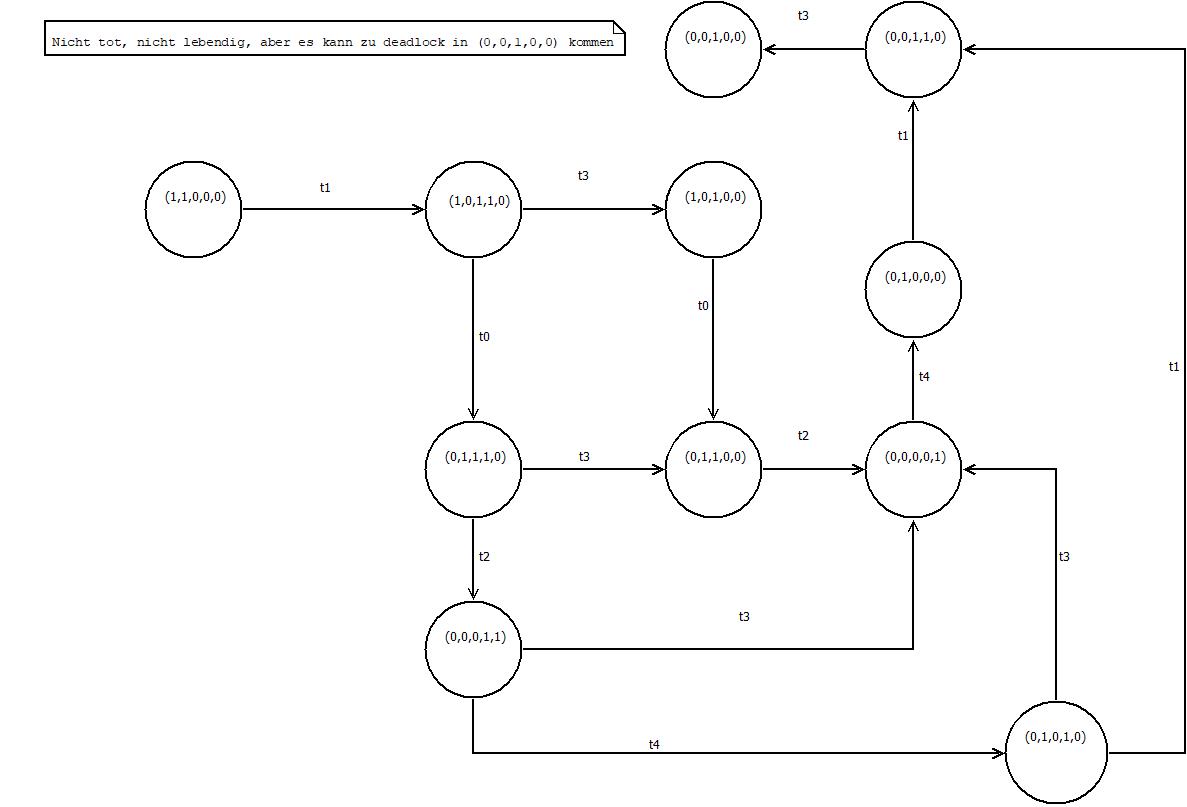 t3
(0,0,1,0,0)
(0,0,1,1,0)
Nicht tot, nicht lebendig, aber es kann zu deadlock in (0,0,1,0,0) kommen
t1
t3
t1
(1,1,0,0,0)
(1,0,1,1,0)
(1,0,1,0,0)
(0,1,0,0,0)
t0
t0
t1
t4
t2
(0,1,1,1,0)
t3
(0,1,1,0,0)
(0,0,0,0,1)
t2
t3
t3
(0,0,0,1,1)
(0,1,0,1,0)
t4